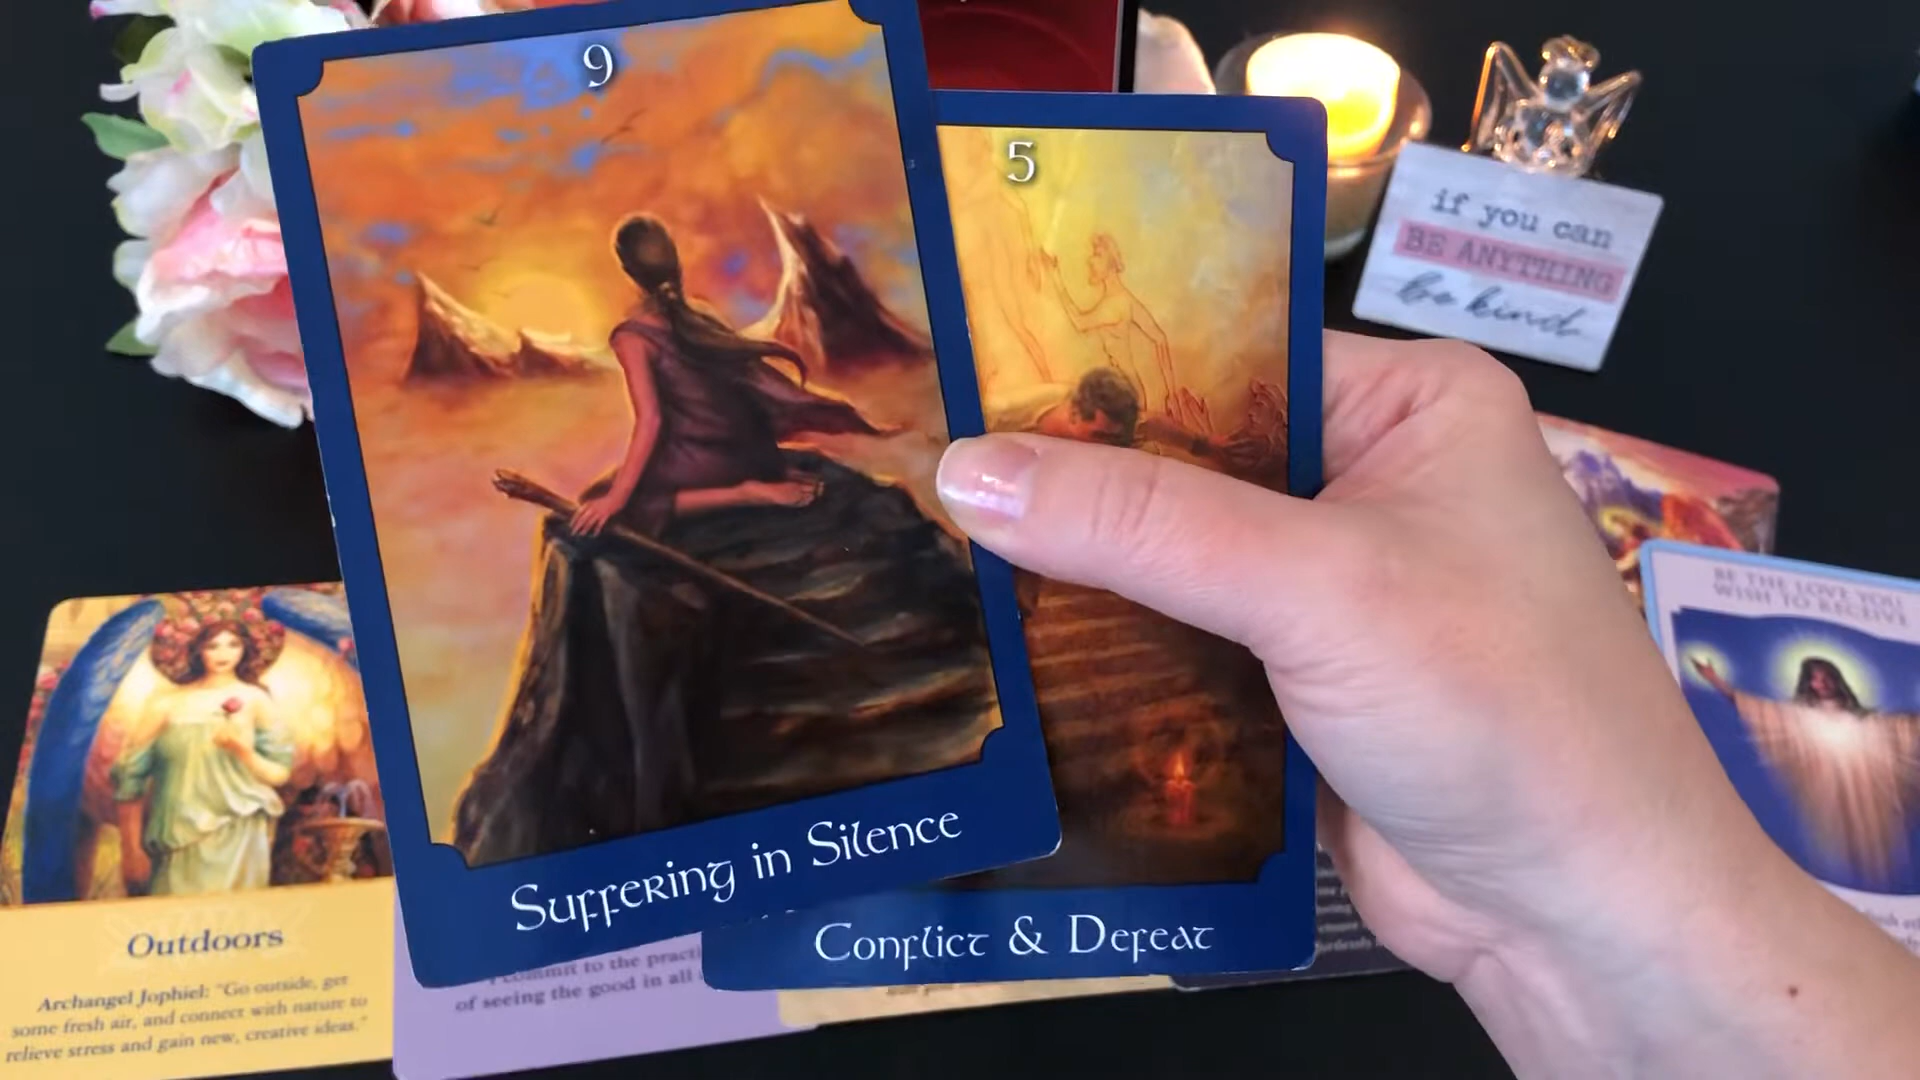 9
5
if you can
BE ANYTHING
be kind
BE THE LOVE YOU
WISH TO RECEIVE
Suffering in Silence
Conflict & Defeat
Outdoors
Archangel Jophiel: "Go outside, get
some fresh air, and connect with nature to
relieve stress and gain new, creative ideas."
commit to the practi
of seeing the good in all